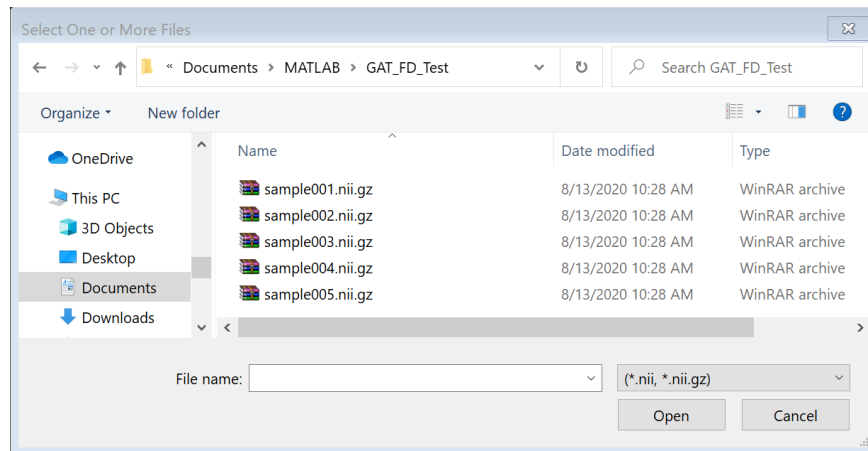 Select One or More Files
« Documents > MATLAB > GAT_FD_Test
Search GAT_FD_Test
Organize
New folder
?
OneDrive
This PC
3D Objects
Desktop
Documents
Downloads
Name Date modified Type
sample001.nii.gz 8/13/2020 10:28 AM WinRAR archive
sample002.nii.gz 8/13/2020 10:28 AM WinRAR archive
sample003.nii.gz 8/13/2020 10:28 AM WinRAR archive
sample004.nii.gz 8/13/2020 10:28 AM WinRAR archive
sample005.nii.gz 8/13/2020 10:28 AM WinRAR archive
File name:
(*.nii, *.nii.gz)
Open
Cancel